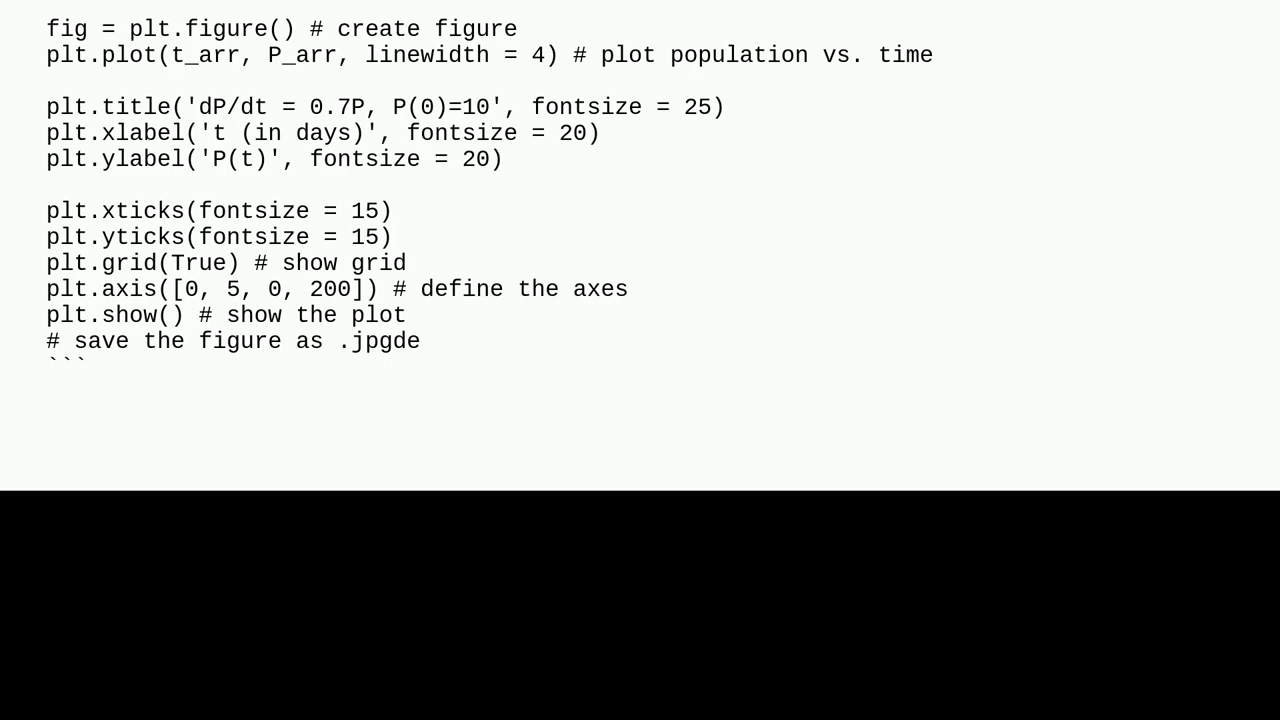 fig = plt.figure() # create figure
plt.plot(t_arr, P_arr, linewidth = 4) # plot population vs. time
plt.title('dP/dt = 0.7P, P(0)=10', fontsize = 25)
plt.xlabel('t (in days)', fontsize = 20)
plt.ylabel('P(t)', fontsize = 20)
plt.xticks(fontsize = 15)
plt.yticks(fontsize = 15)
plt.grid(True) # show grid
plt.axis([0, 5, 0, 200]) # define the axes
plt.show() # show the plot
# save the figure as .jpgde
```